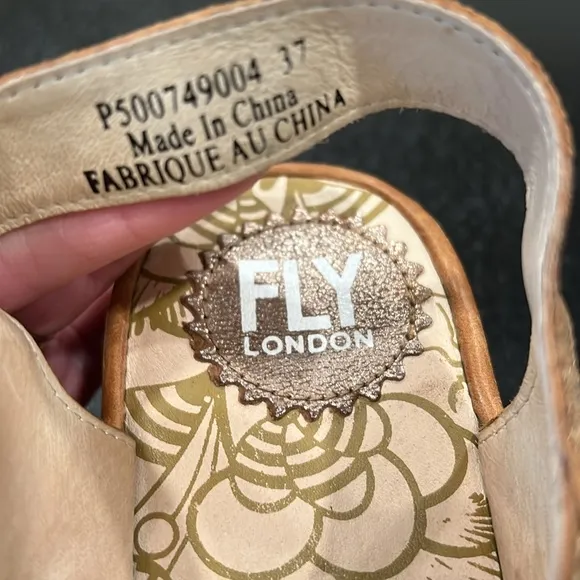 P500749004 37
Made In China
FABRIQUE AU CHINA
FLY
LONDON